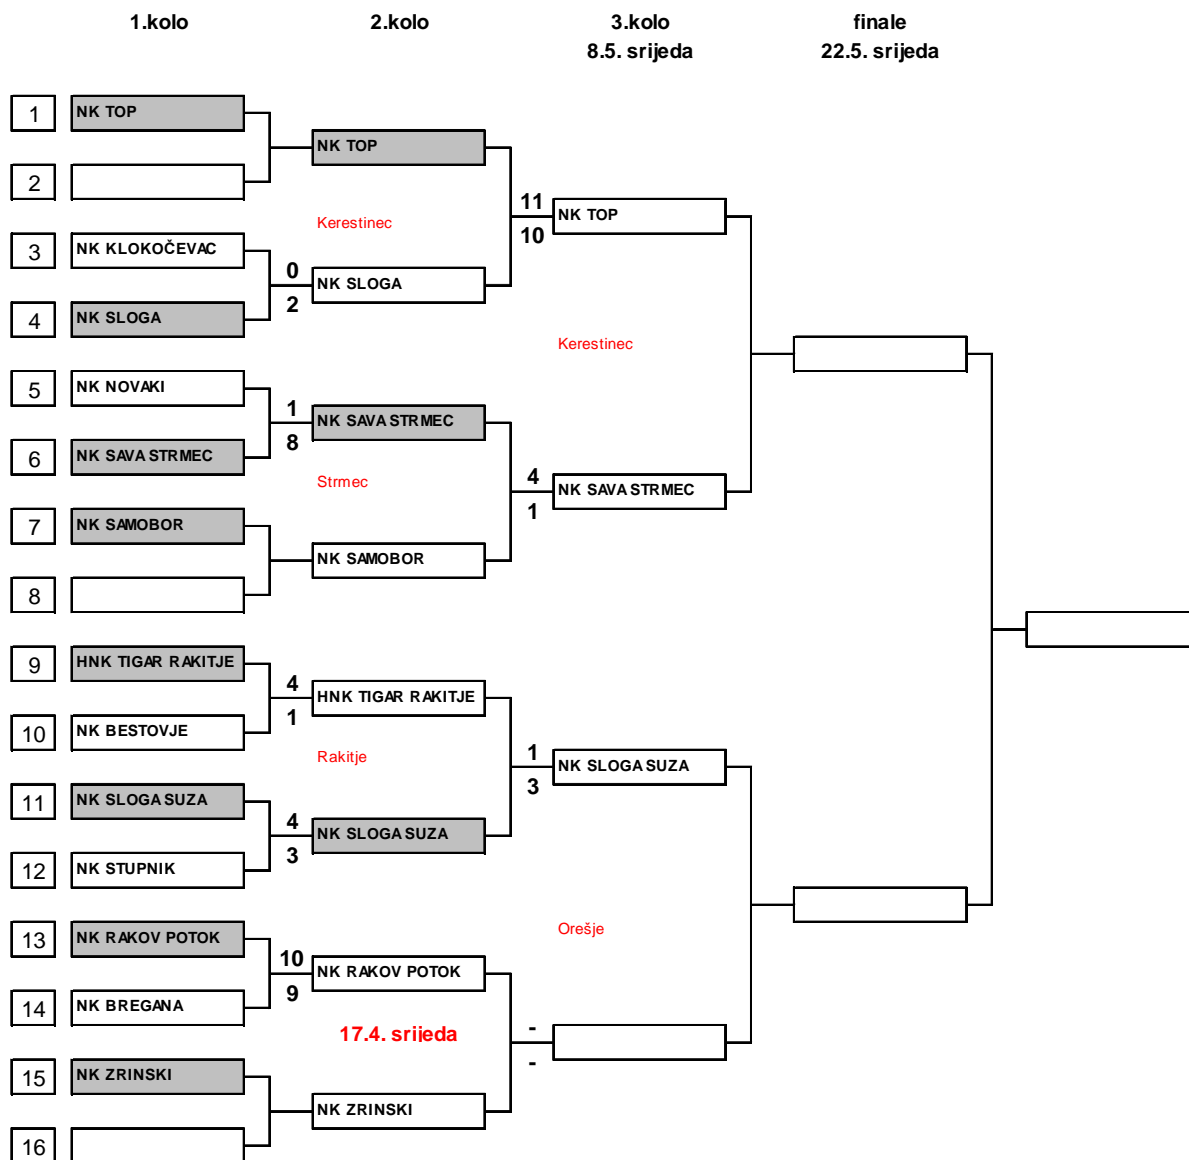 1.kolo 2.kolo 3.kolo finale
8.5. srijeda 22.5. srijeda
1 NK TOP
NK TOP
2
11
NK TOP
Kerestinec
10
3 NK KLOKOČEVAC
0
NK SLOGA
2
4 NK SLOGA
Kerestinec
5 NK NOVAKI
1
NK SAVA STRMEC
8
6 NK SAVA STRMEC
Strmec
4
NK SAVA STRMEC
1
7 NK SAMOBOR
NK SAMOBOR
8
9 HNK TIGAR RAKITJE
4
HNK TIGAR RAKITJE
1
10 NK BESTOVJE
Rakitje
1
NK SLOGA SUZA
3
11 NK SLOGA SUZA
4
NK SLOGA SUZA
3
12 NK STUPNIK
Orešje
13 NK RAKOV POTOK
10
NK RAKOV POTOK
9
14 NK BREGANA
17.4. srijeda
-
-
15 NK ZRINSKI
NK ZRINSKI
16